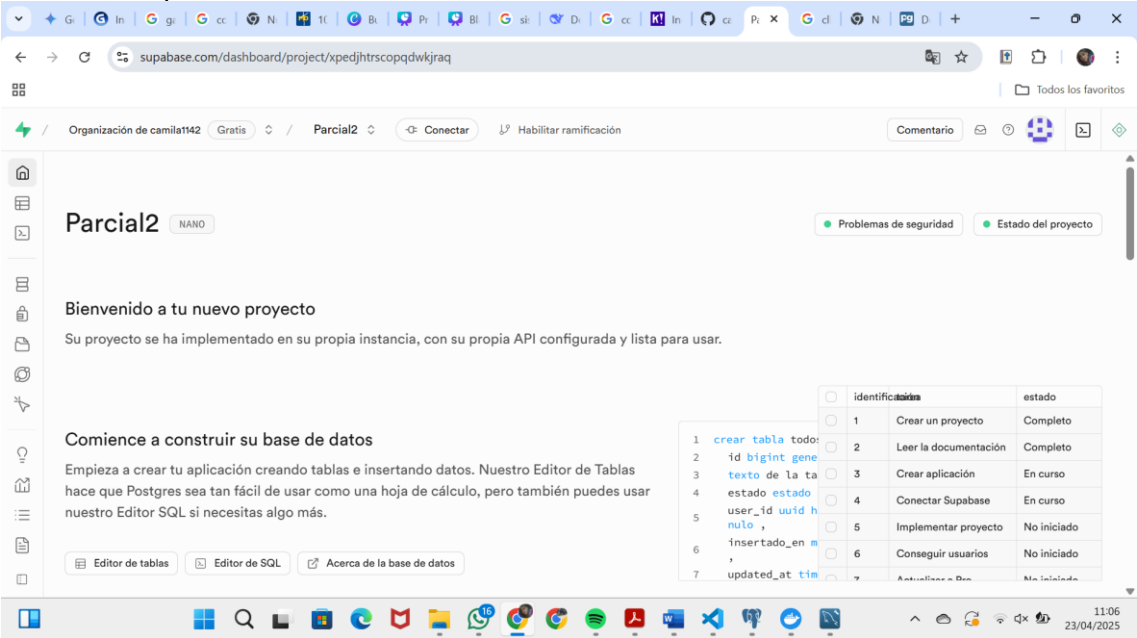 supabase.com/dashboard/project/xpedjhtrscopqdwkjraq
Todos los favoritos
Organización de camila1142 Gratis / Parcial2 Conectar Habilitar ramificación Comentario
Parcial2 NANO Problemas de seguridad Estado del proyecto
Bienvenido a tu nuevo proyecto
Su proyecto se ha implementado en su propia instancia, con su propia API configurada y lista para usar.
Comience a construir su base de datos
Empieza a crear tu aplicación creando tablas e insertando datos. Nuestro Editor de Tablas
hace que Postgres sea tan fácil de usar como una hoja de cálculo, pero también puedes usar
nuestro Editor SQL si necesitas algo más.
Editor de tablas Editor de SQL Acerca de la base de datos
1 crear tabla todos
2 id bigint gene
3 texto de la ta
4 estado estado
5 user_id uuid h
nulo ,
6 insertado_en m
,
7 updated_at tim
estado
1 Crear un proyecto Completo
2 Leer la documentación Completo
3 Crear aplicación En curso
4 Conectar Supabase En curso
5 Implementar proyecto No iniciado
6 Conseguir usuarios No iniciado
16
11:06
23/04/2025